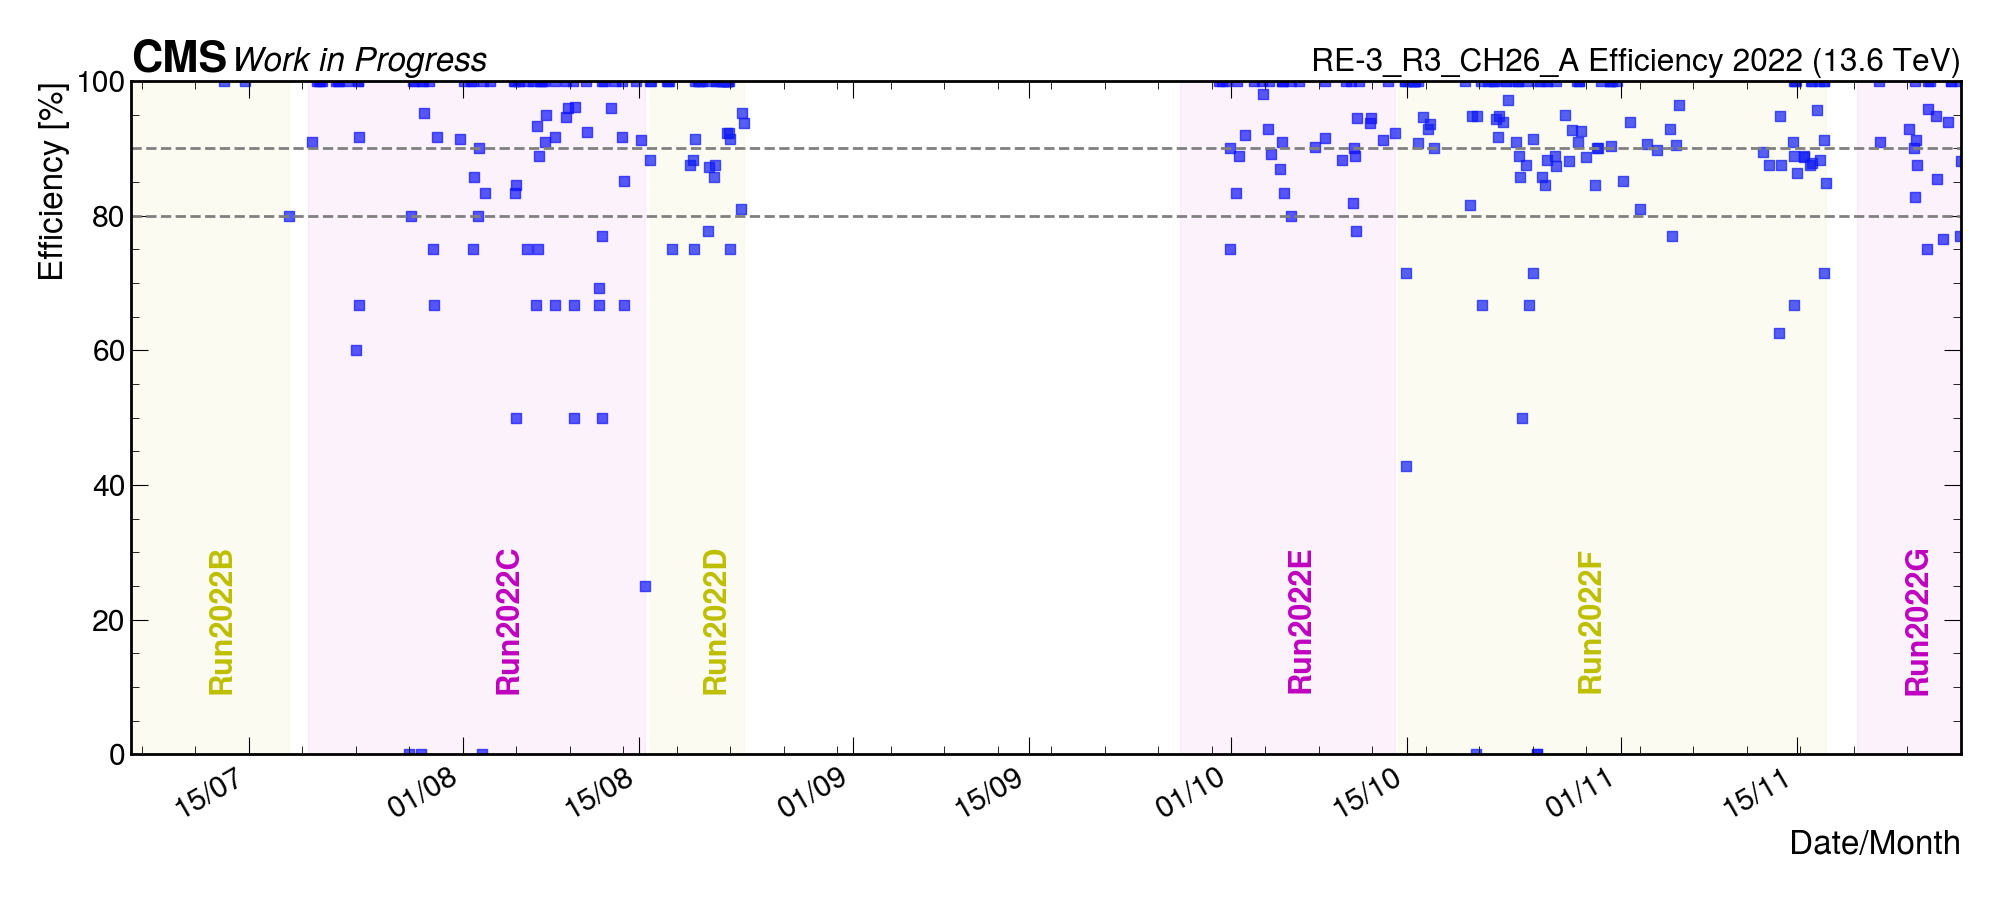 CMS Work in Progress
RE-3_R3_CH26_A Efficiency 2022 (13.6 TeV)
Efficiency [%]
100
80
60
40
20
0
Run2022B
Run2022C
Run2022D
Run2022E
Run2022F
Run2022G
15/07
01/08
15/08
01/09
15/09
01/10
15/10
01/11
15/11
Date/Month